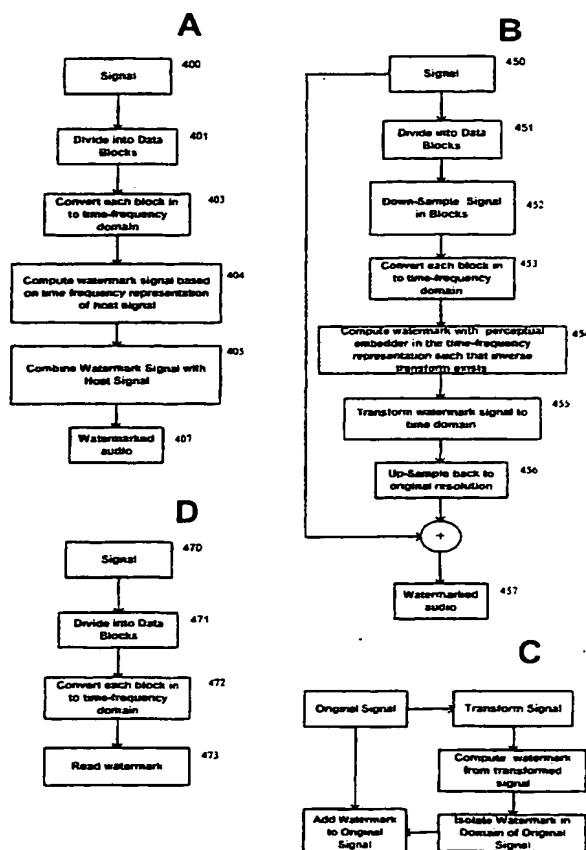 A
Signal
400
Divide into Data
Blocks
401
Convert each block in
to time-frequency
domain
403
Compute watermark signal based
on time frequency representation
of host signal
404
Combine Watermark Signal with
Host Signal
405
Watermarked
audio
407
B
Signal
450
Divide into Data
Blocks
451
Down-Sample Signal
in Blocks
452
Convert each block in
to time-frequency
domain
453
Compute watermark with perceptual
embedder in the time-frequency
representation such that inverse
transform exists
454
Transform watermark signal to
time domain
455
Up-Sample back to
original resolution
456
+
Watermarked
audio
457
D
Signal
470
Divide into Data
Blocks
471
Convert each block in
to time-frequency
domain
472
Read watermark
473
C
Original Signal
Transform Signal
Compute watermark
from transformed
signal
Add Watermark
to Original
Signal
Isolate Watermark in
Domain of Original
Signal